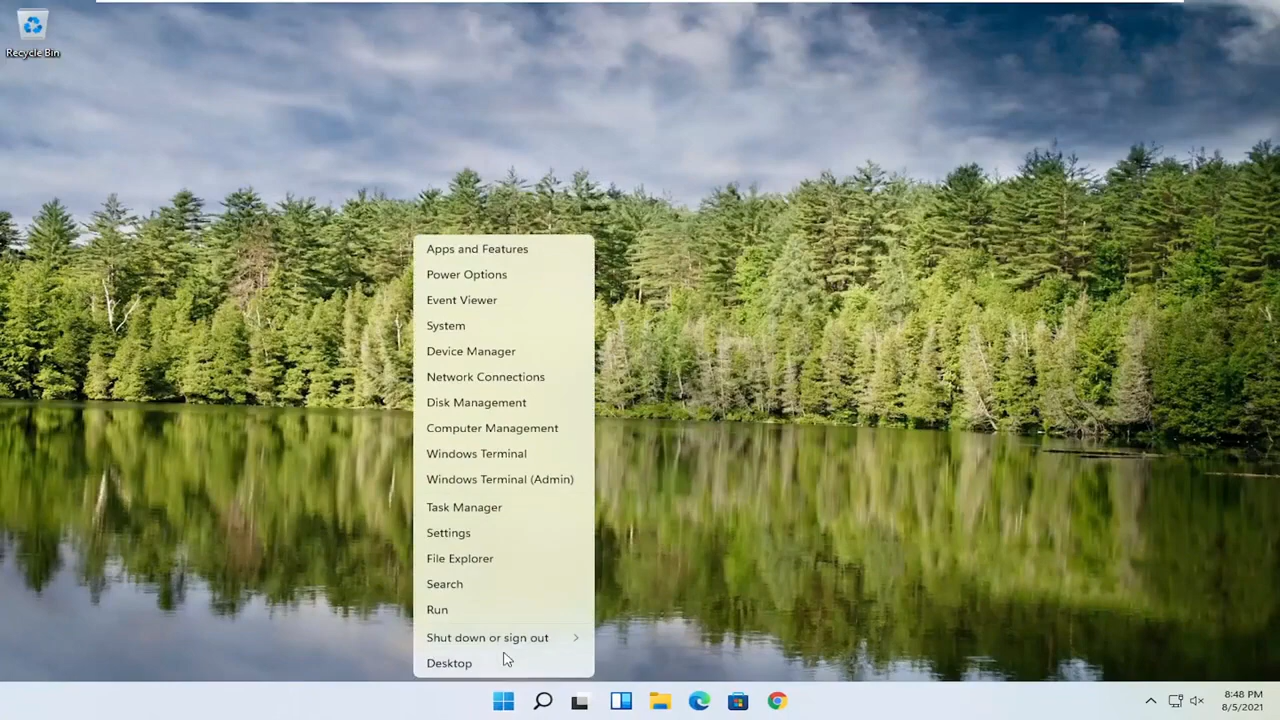 Recycle Bin
Apps and Features
Power Options
Event Viewer
System
Device Manager
Network Connections
Disk Management
Computer Management
Windows Terminal
Windows Terminal (Admin)
Task Manager
Settings
File Explorer
Search
Run
Shut down or sign out
Desktop
8:48 PM
8/5/2021